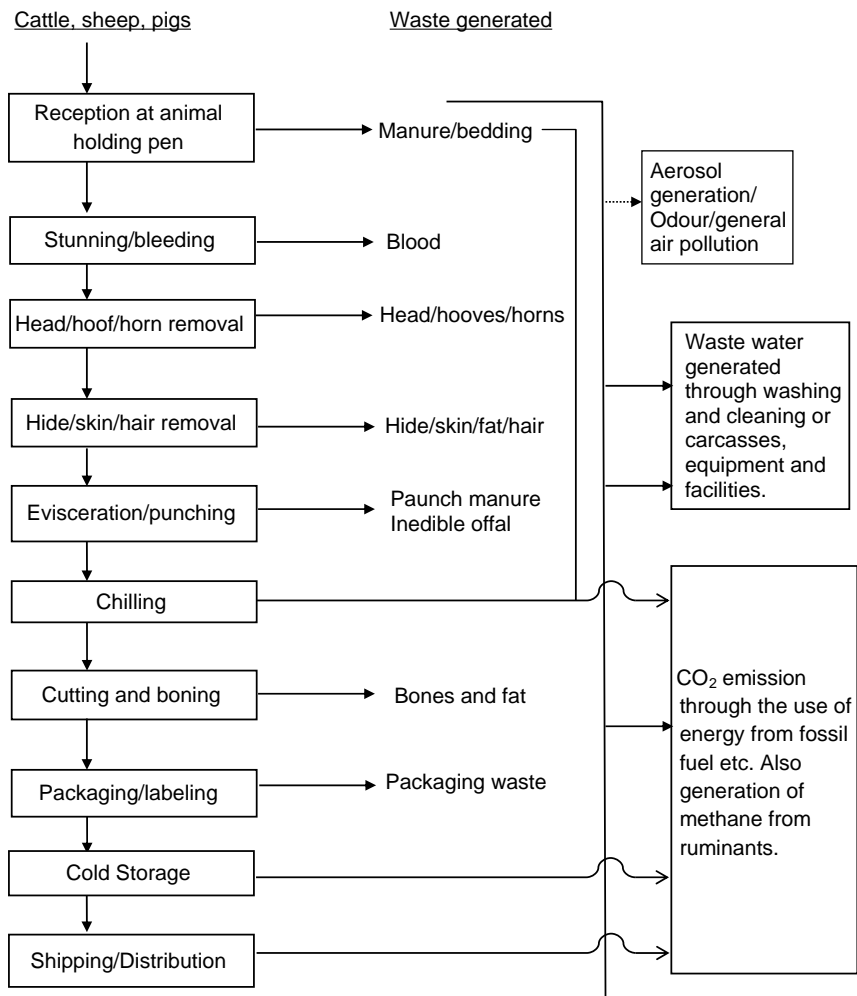 Cattle, sheep, pigs
Waste generated
Reception at animal
holding pen
Manure/bedding
Aerosol
generation/
Odour/general
air pollution
Stunning/bleeding
Blood
Head/hoof/horn removal
Head/hooves/horns
Waste water
generated
through washing
and cleaning or
carcasses,
equipment and
facilities.
Hide/skin/hair removal
Hide/skin/fat/hair
Evisceration/punching
Paunch manure
Inedible offal
Chilling
Cutting and boning
Bones and fat
CO₂ emission
through the use of
energy from fossil
fuel etc. Also
generation of
methane from
ruminants.
Packaging/labeling
Packaging waste
Cold Storage
Shipping/Distribution